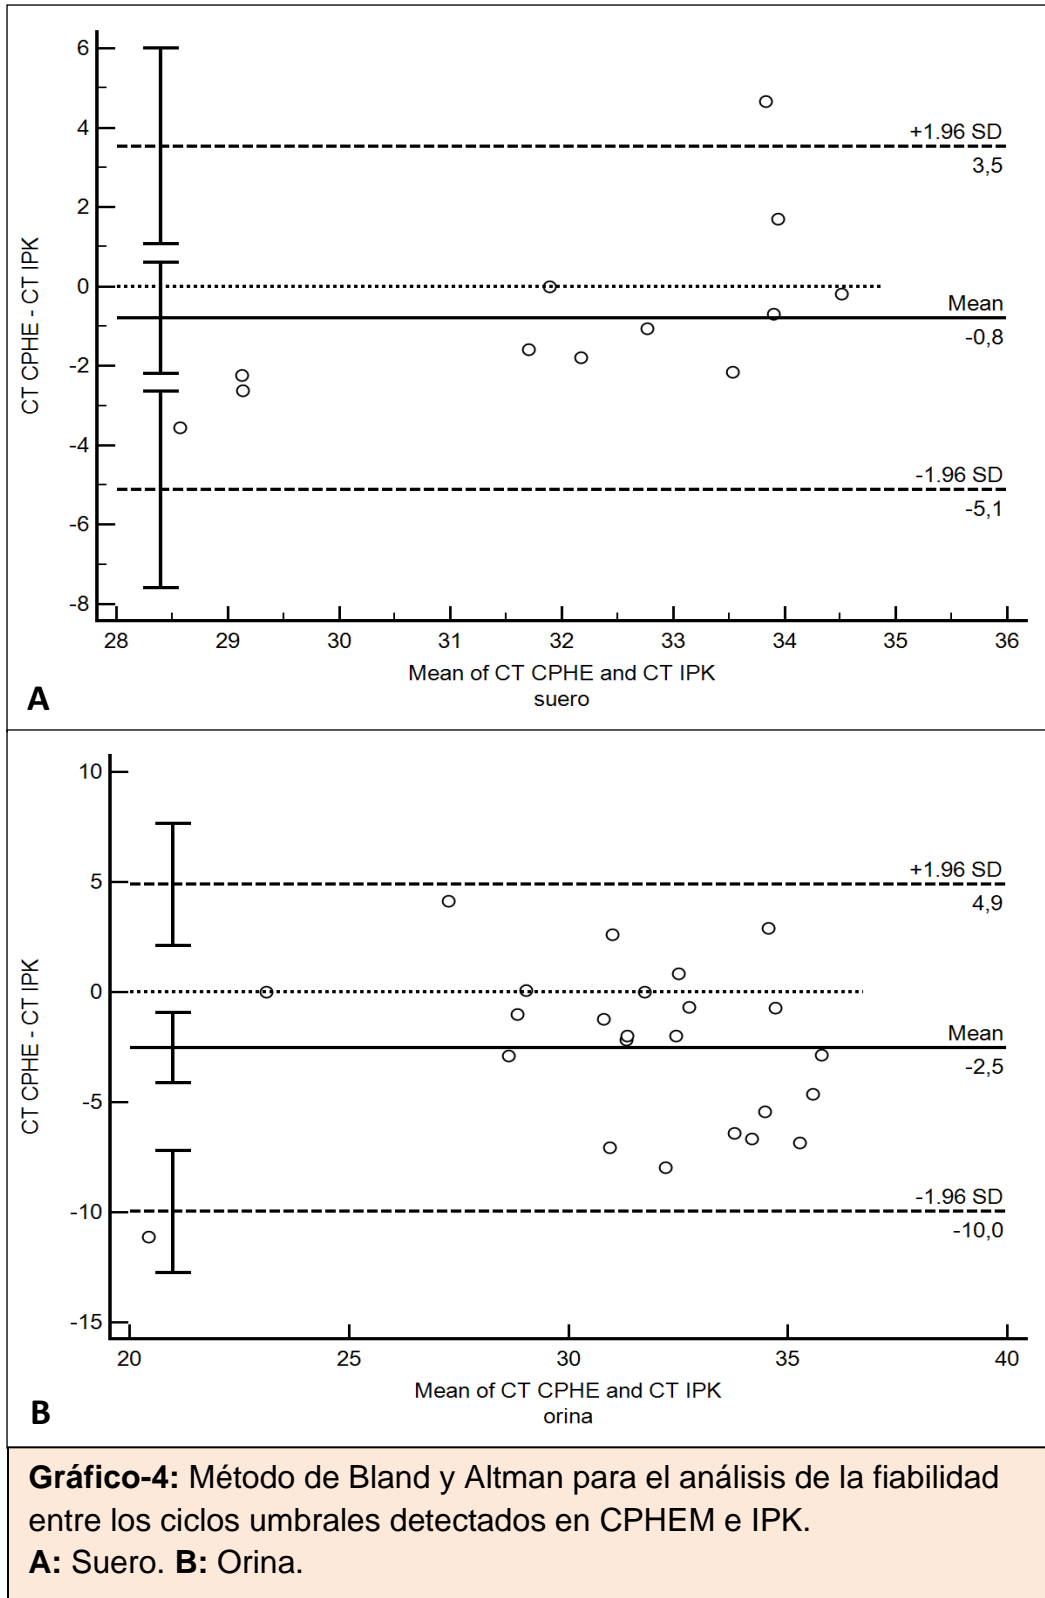 6
4
2
0
-2
-4
-6
-8
CT CPHE - CT IPK
+1.96 SD
3,5
Mean
-0,8
-1.96 SD
-5,1
28 29 30 31 32 33 34 35 36
Mean of CT CPHE and CT IPK
suero
A
10
5
0
-5
-10
-15
CT CPHE - CT IPK
+1.96 SD
4,9
Mean
-2,5
-1.96 SD
-10,0
20 25 30 35 40
Mean of CT CPHE and CT IPK
orina
B
Gráfico-4: Método de Bland y Altman para el análisis de la fiabilidad
entre los ciclos umbrales detectados en CPHEM e IPK.
A: Suero. B: Orina.